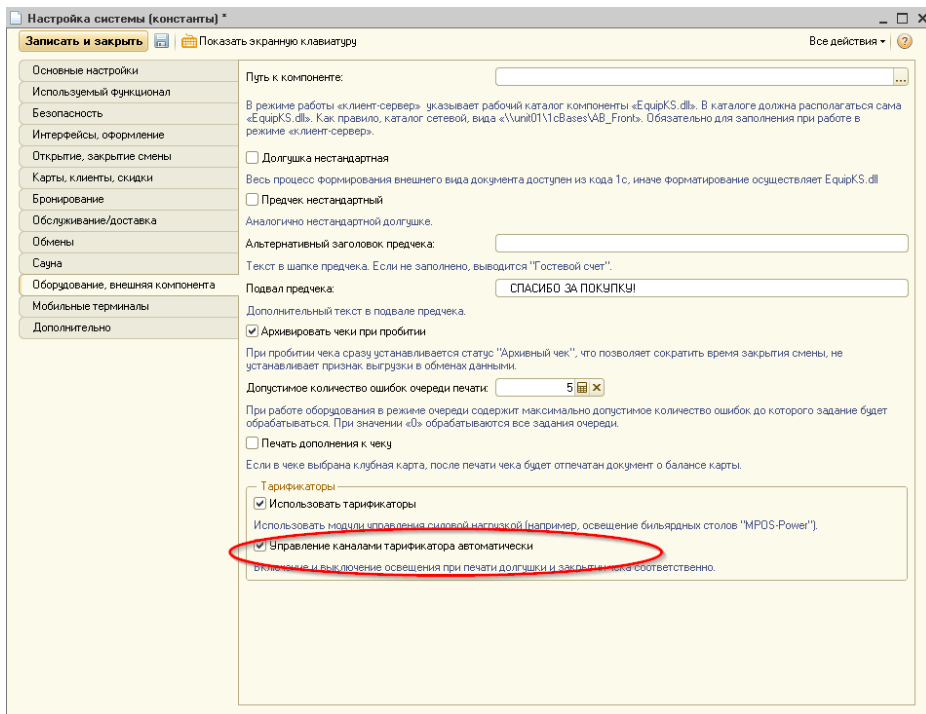 Настройка системы (константы) *
Записать и закрыть
Показать экранную клавиатуру
Все действия
Основные настройки
Используемый функционал
Безопасность
Интерфейсы, оформление
Открытие, закрытие смены
Карты, клиенты, скидки
Бронирование
Обслуживание/доставка
Обмены
Сауна
Оборудование, внешняя компонента
Мобильные терминалы
Дополнительно
Путь к компоненте:
...
В режиме работы «клиент-сервер» указывает рабочий каталог компоненты «EquipKS.dll». В каталоге должна располагаться сама
«EquipKS.dll». Как правило, каталог сетевой, вида «\\unit01\1cBases\AB_Front». Обязательно для заполнения при работе в
режиме «клиент-сервер».
Долгушка нестандартная
Весь процесс формирования внешнего вида документа доступен из кода 1с, иначе форматирование осуществляет EquipKS.dll
Предчек нестандартный
Аналогично нестандартной долгушке.
Альтернативный заголовок предчека:
Текст в шапке предчека. Если не заполнено, выводится "Гостевой счет".
Подвал предчека:
СПАСИБО ЗА ПОКУПКУ!
Дополнительный текст в подвале предчека.
Архивировать чеки при пробитии
При пробитии чека сразу устанавливается статус "Архивный чек", что позволяет сократить время закрытия смены, не
устанавливает признак выгрузки в обменах данными.
Допустимое количество ошибок очереди печати:
5
При работе оборудования в режиме очереди содержит максимально допустимое количество ошибок до которого задание будет
обрабатываться. При значении «0» обрабатываются все задания очереди.
Печать дополнения к чеку
Если в чеке выбрана клубная карта, после печати чека будет отпечатан документ о балансе карты.
Тарификаторы
Использовать тарификаторы
Использовать модули управления силовой нагрузкой (например, освещение бильярдных столов "MPOS-Power").
Управление каналами тарификатора автоматически
Включение и выключение освещения при печати долгушки и закрытии чека соответственно.